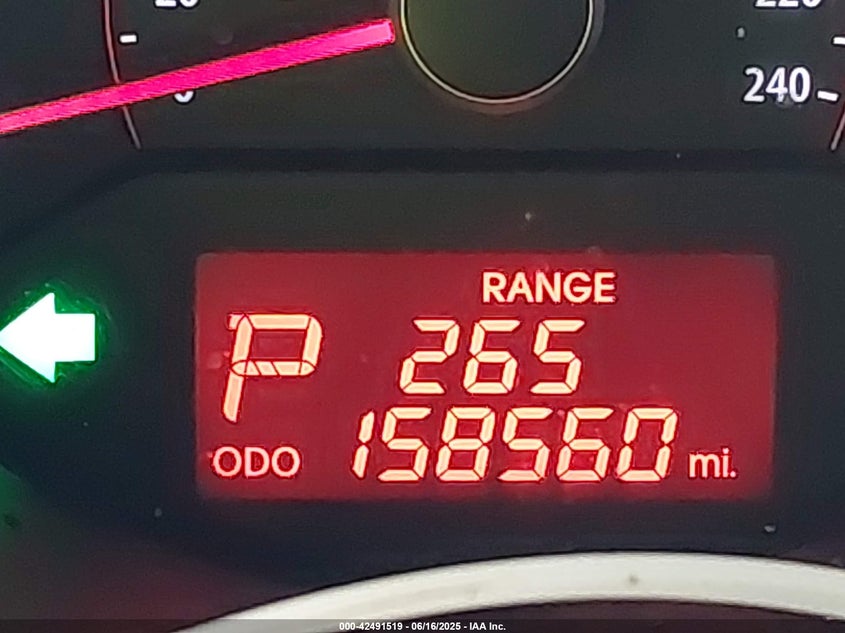 240
RANGE
P 265
ODO 158560 mi.
000-42491519 - 06/16/2025 - IAA Inc.